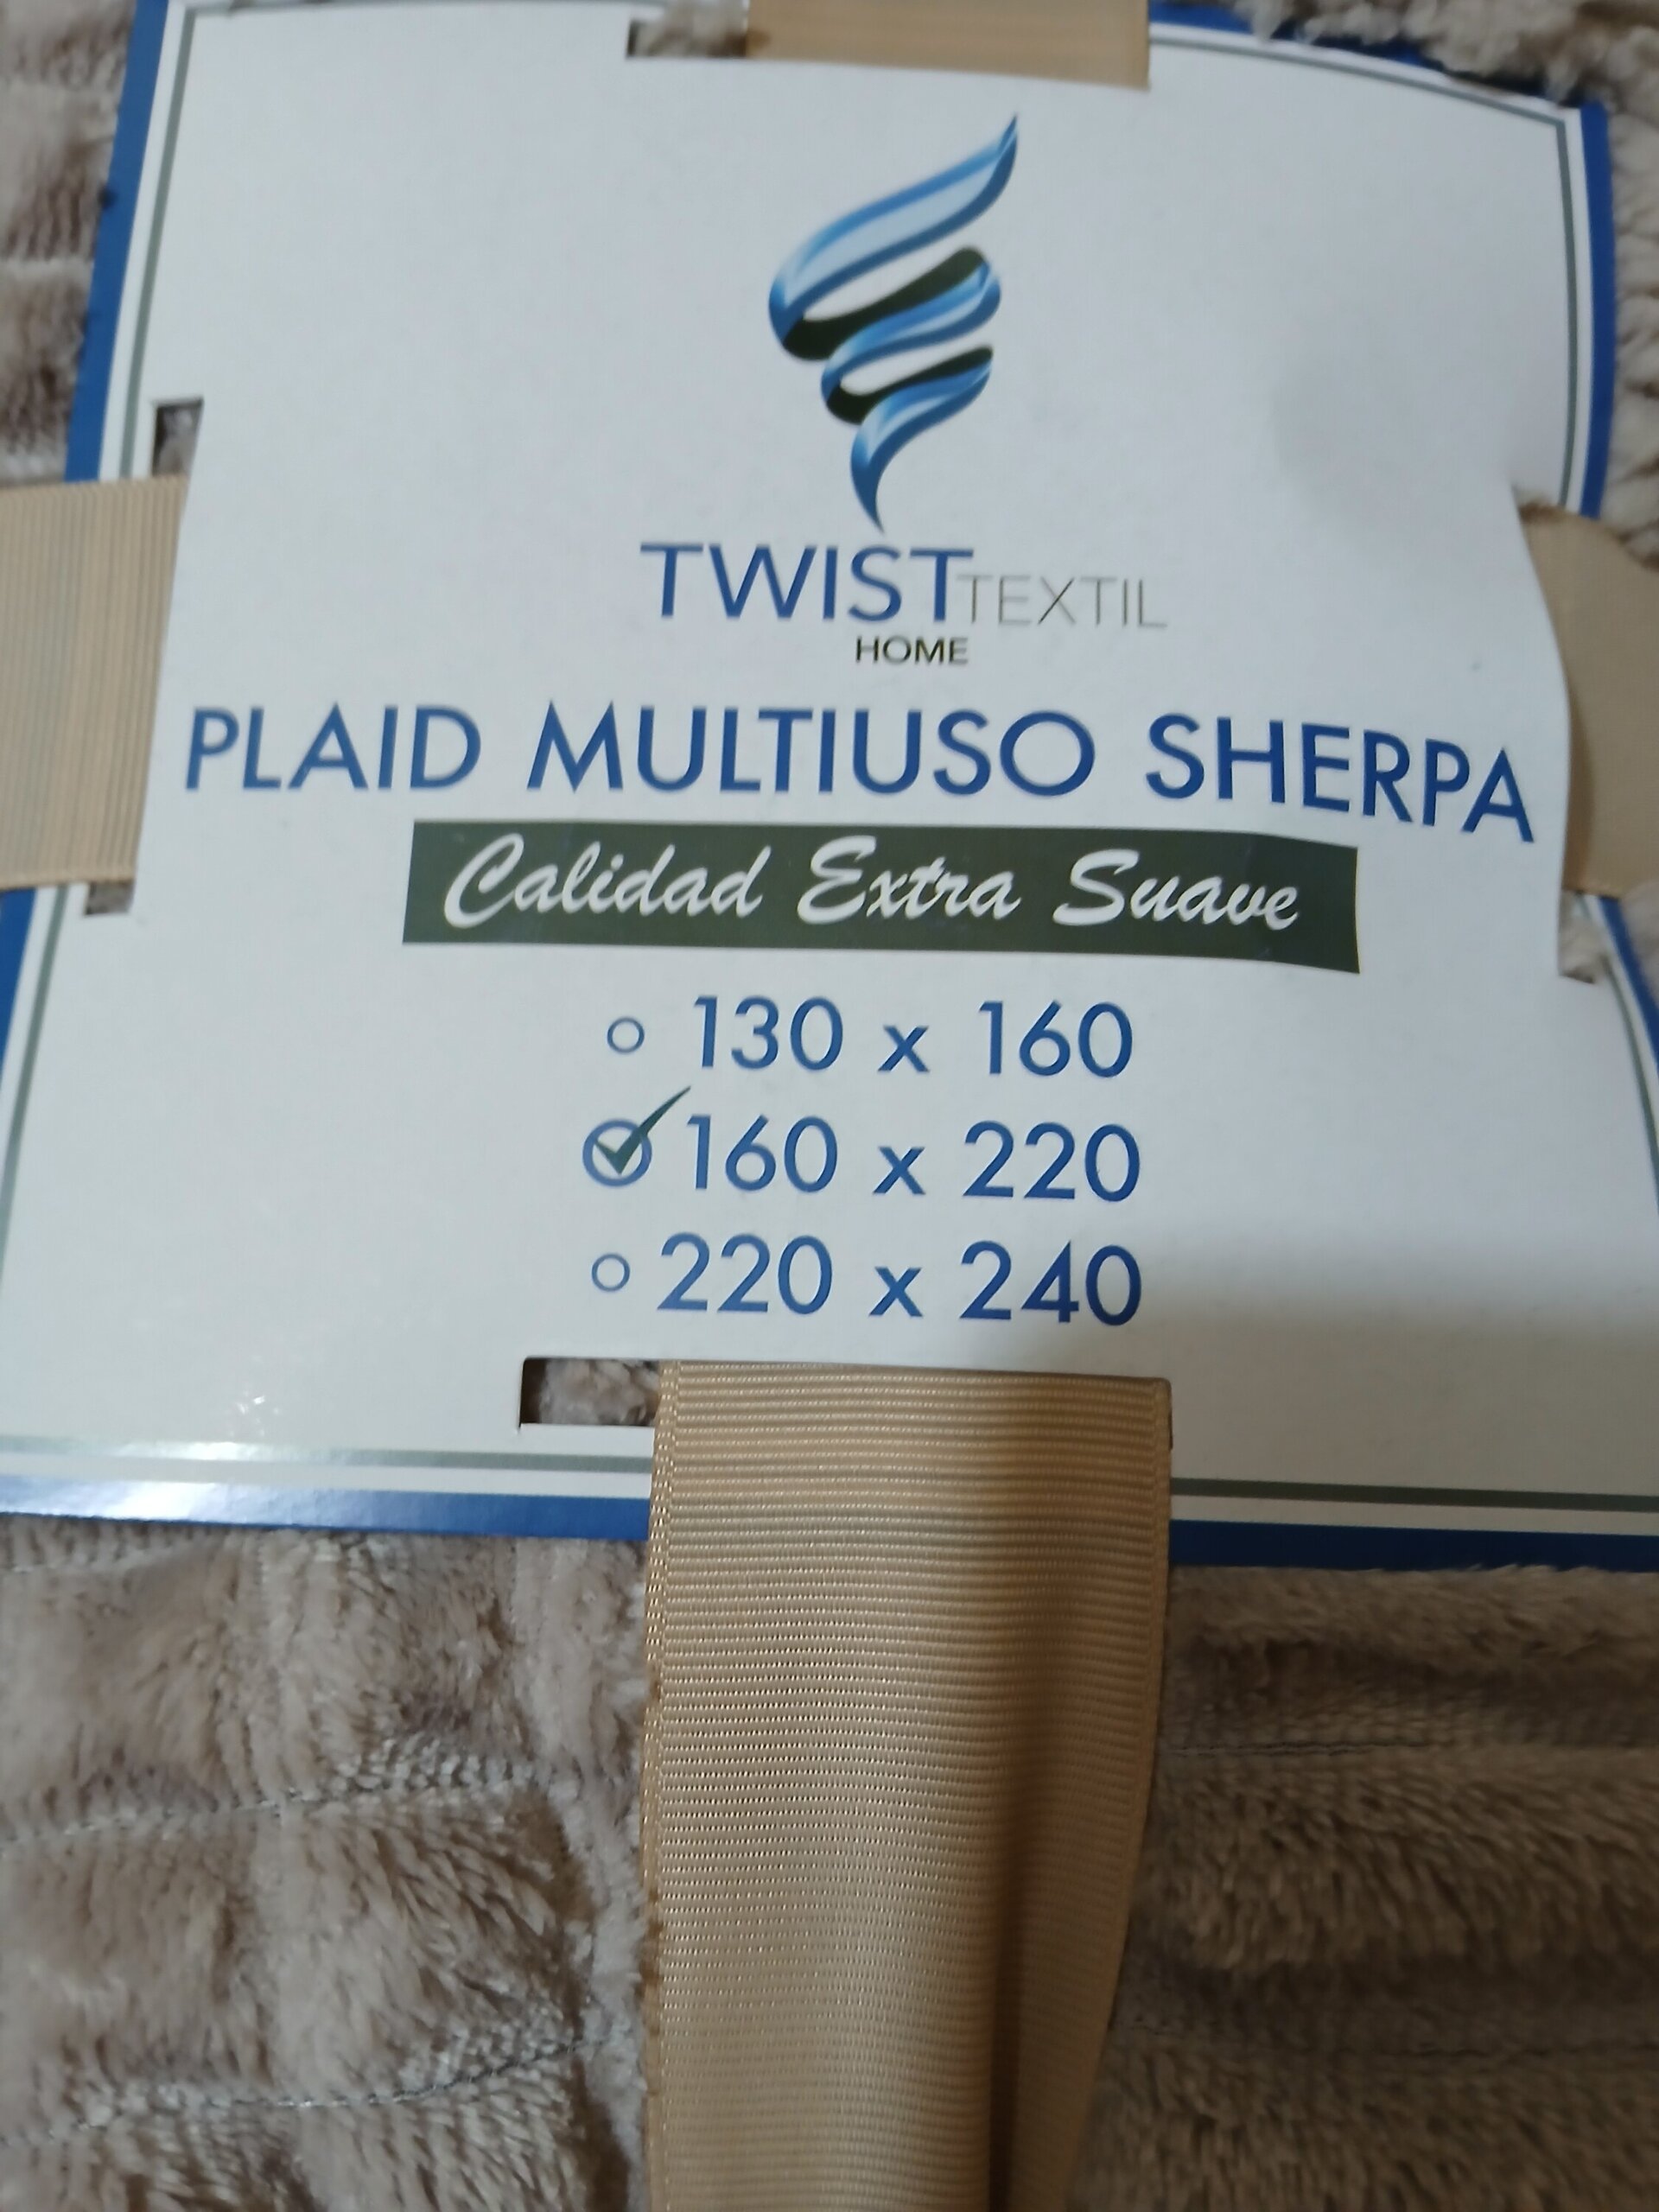 TWIST TEXTIL
HOME
PLAID MULTIUSO SHERPA
Calidad Extra Suave
130 x 160
160 x 220
220 x 240